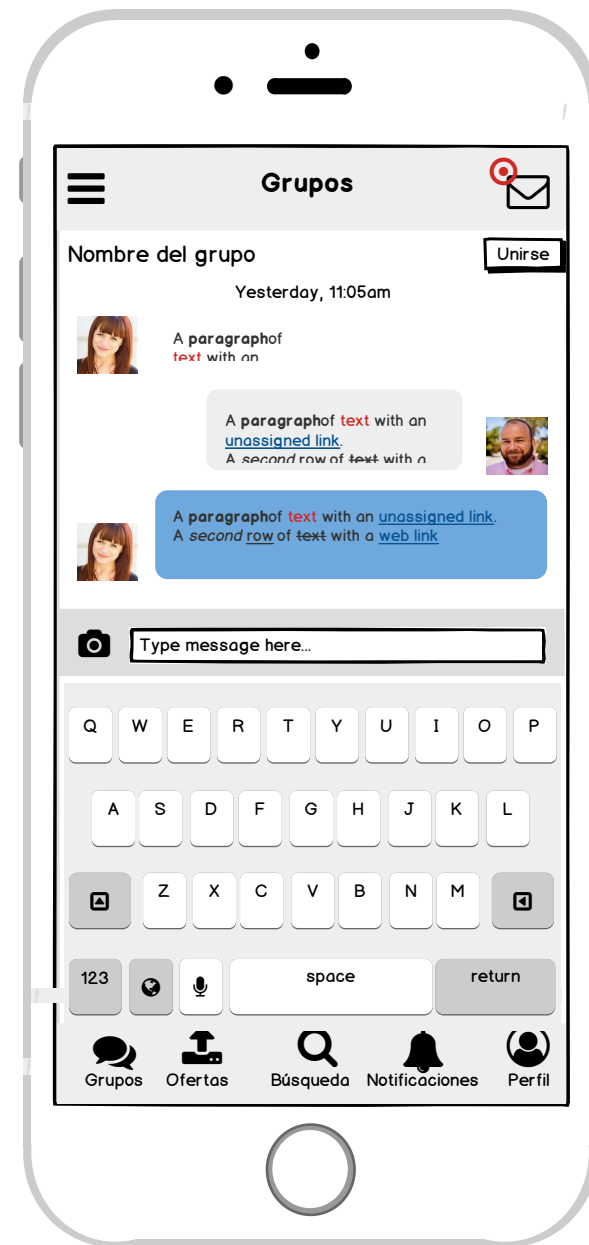 Grupos
Nombre del grupo
Unirse
Yesterday, 11:05am
A paragraphof
text with an
A paragraphof text with an
unassigned link.
A second row of text with a
A paragraphof text with an unassigned link.
A second row of text with a web link
Type message here...
Q W E R T Y U I O P
A S D F G H J K L
Z X C V B N M
123 space return
Grupos Ofertas Búsqueda Notificaciones Perfil